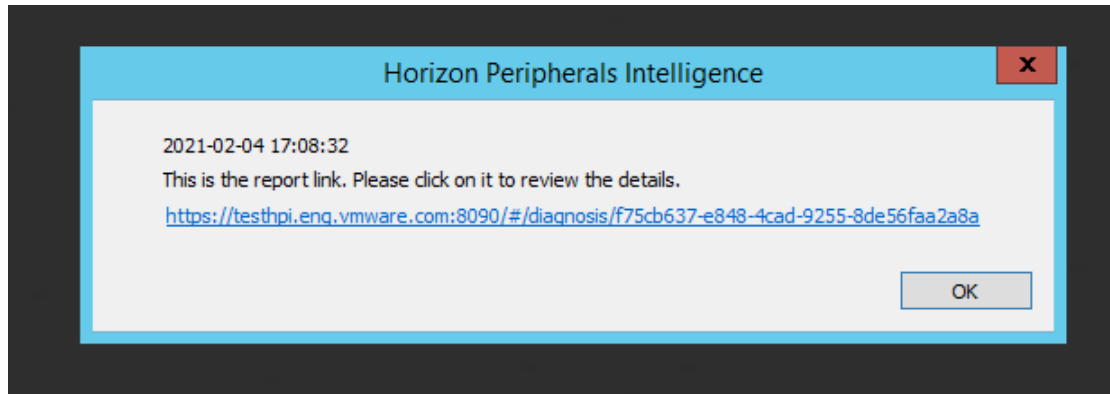 Horizon Peripherals Intelligence
x
2021-02-04 17:08:32
This is the report link. Please click on it to review the details.
https://testhpi.eng.vmware.com:8090/#/diagnosis/f75cb637-e848-4cad-9255-8de56faa2a8a
OK